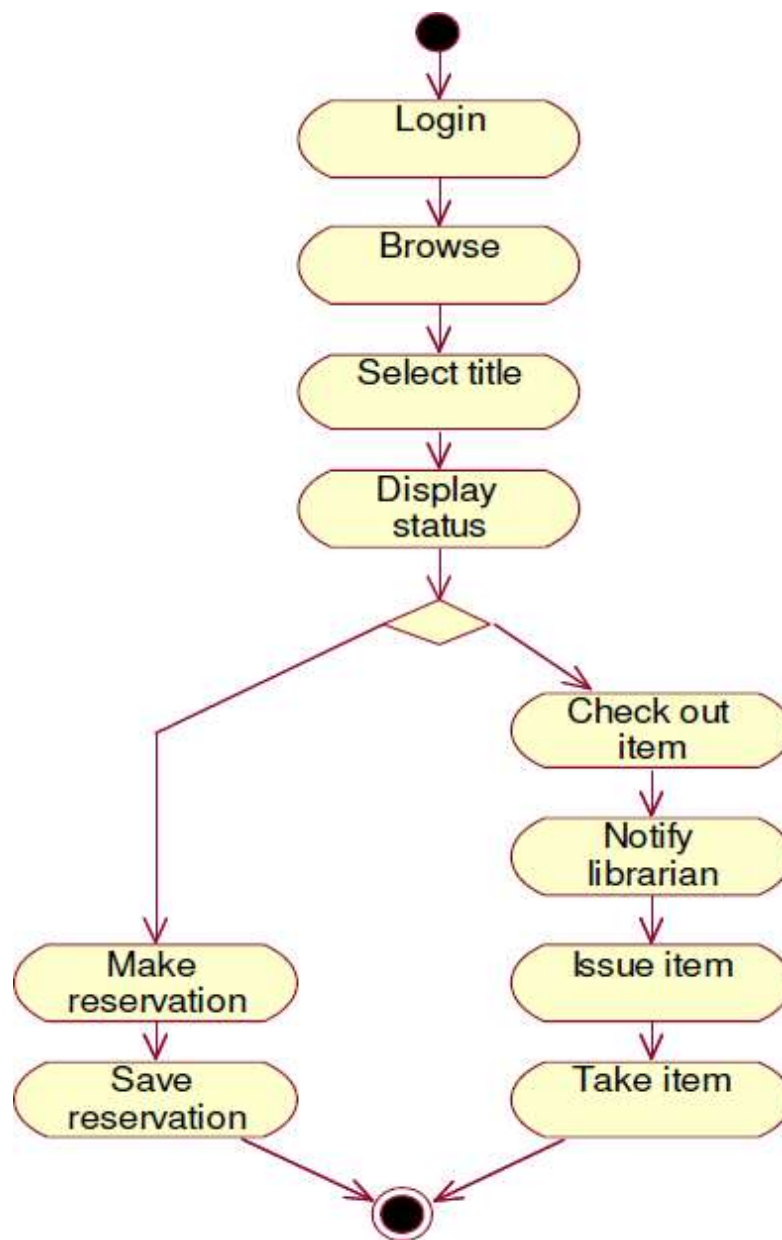 Login
Browse
Select title
Display
status
Check out
item
Notify
librarian
Make
reservation
Issue item
Save
reservation
Take item